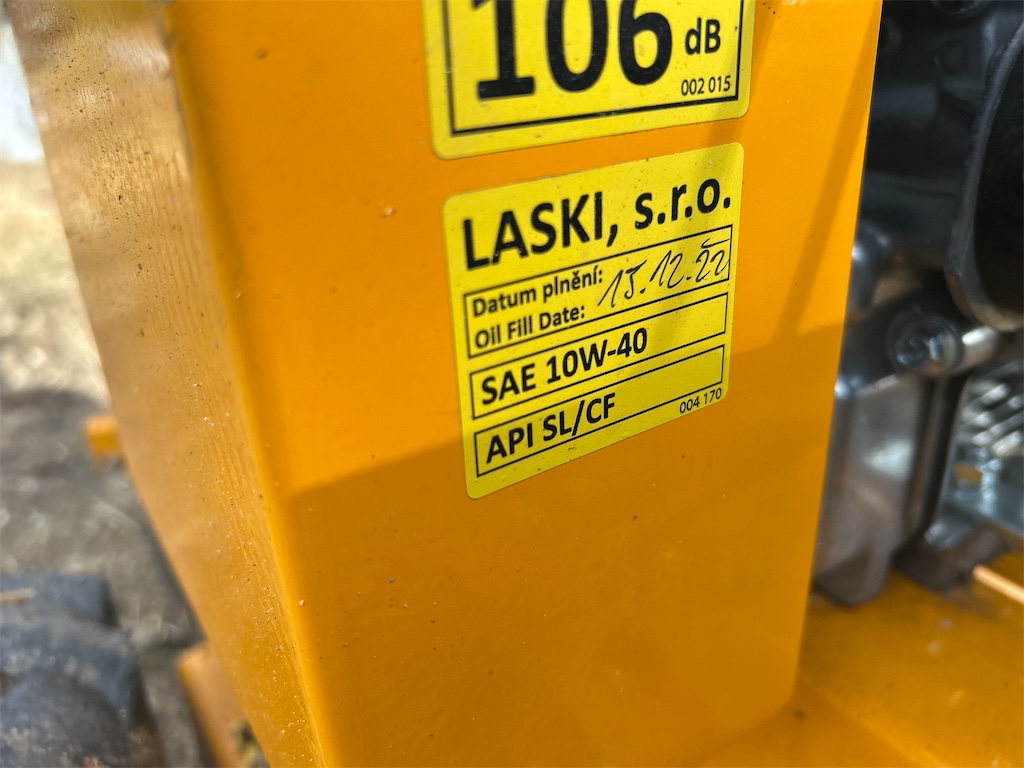 106 dB
002 015
LASKI, s.r.o.
Datum plnění: 15.12.22
Oil Fill Date:
SAE 10W-40
API SL/CF
004 170